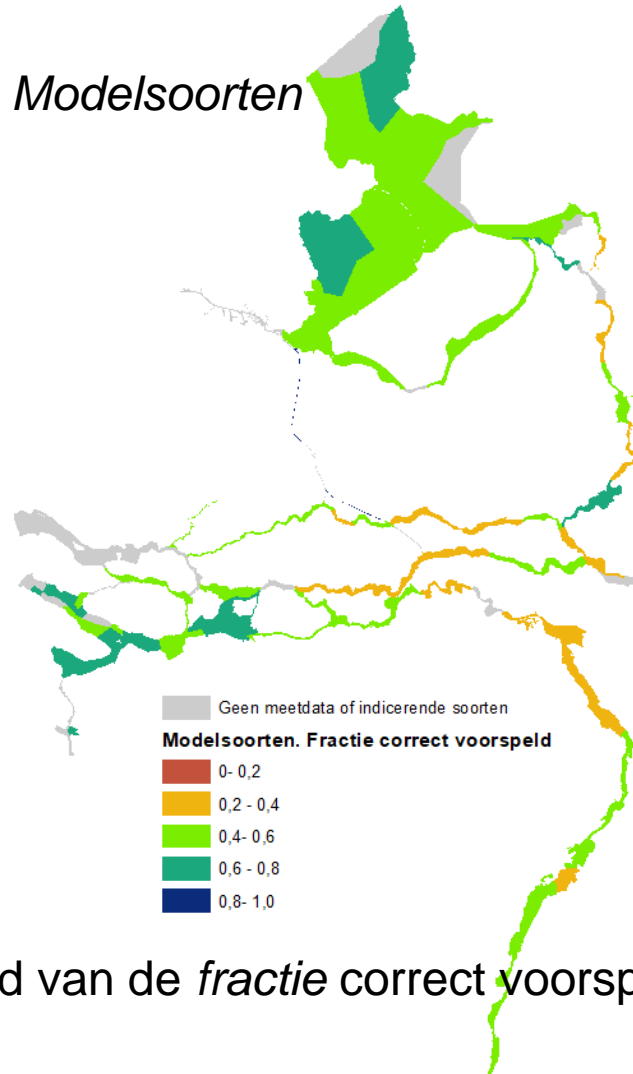 Modelsoorten
Geen meetdata of indicerende soorten
Modelsoorten. Fractie correct voorspeld
0- 0,2
0,2 - 0,4
0,4- 0,6
0,6 - 0,8
0,8- 1,0
d van de fractie correct voorsp